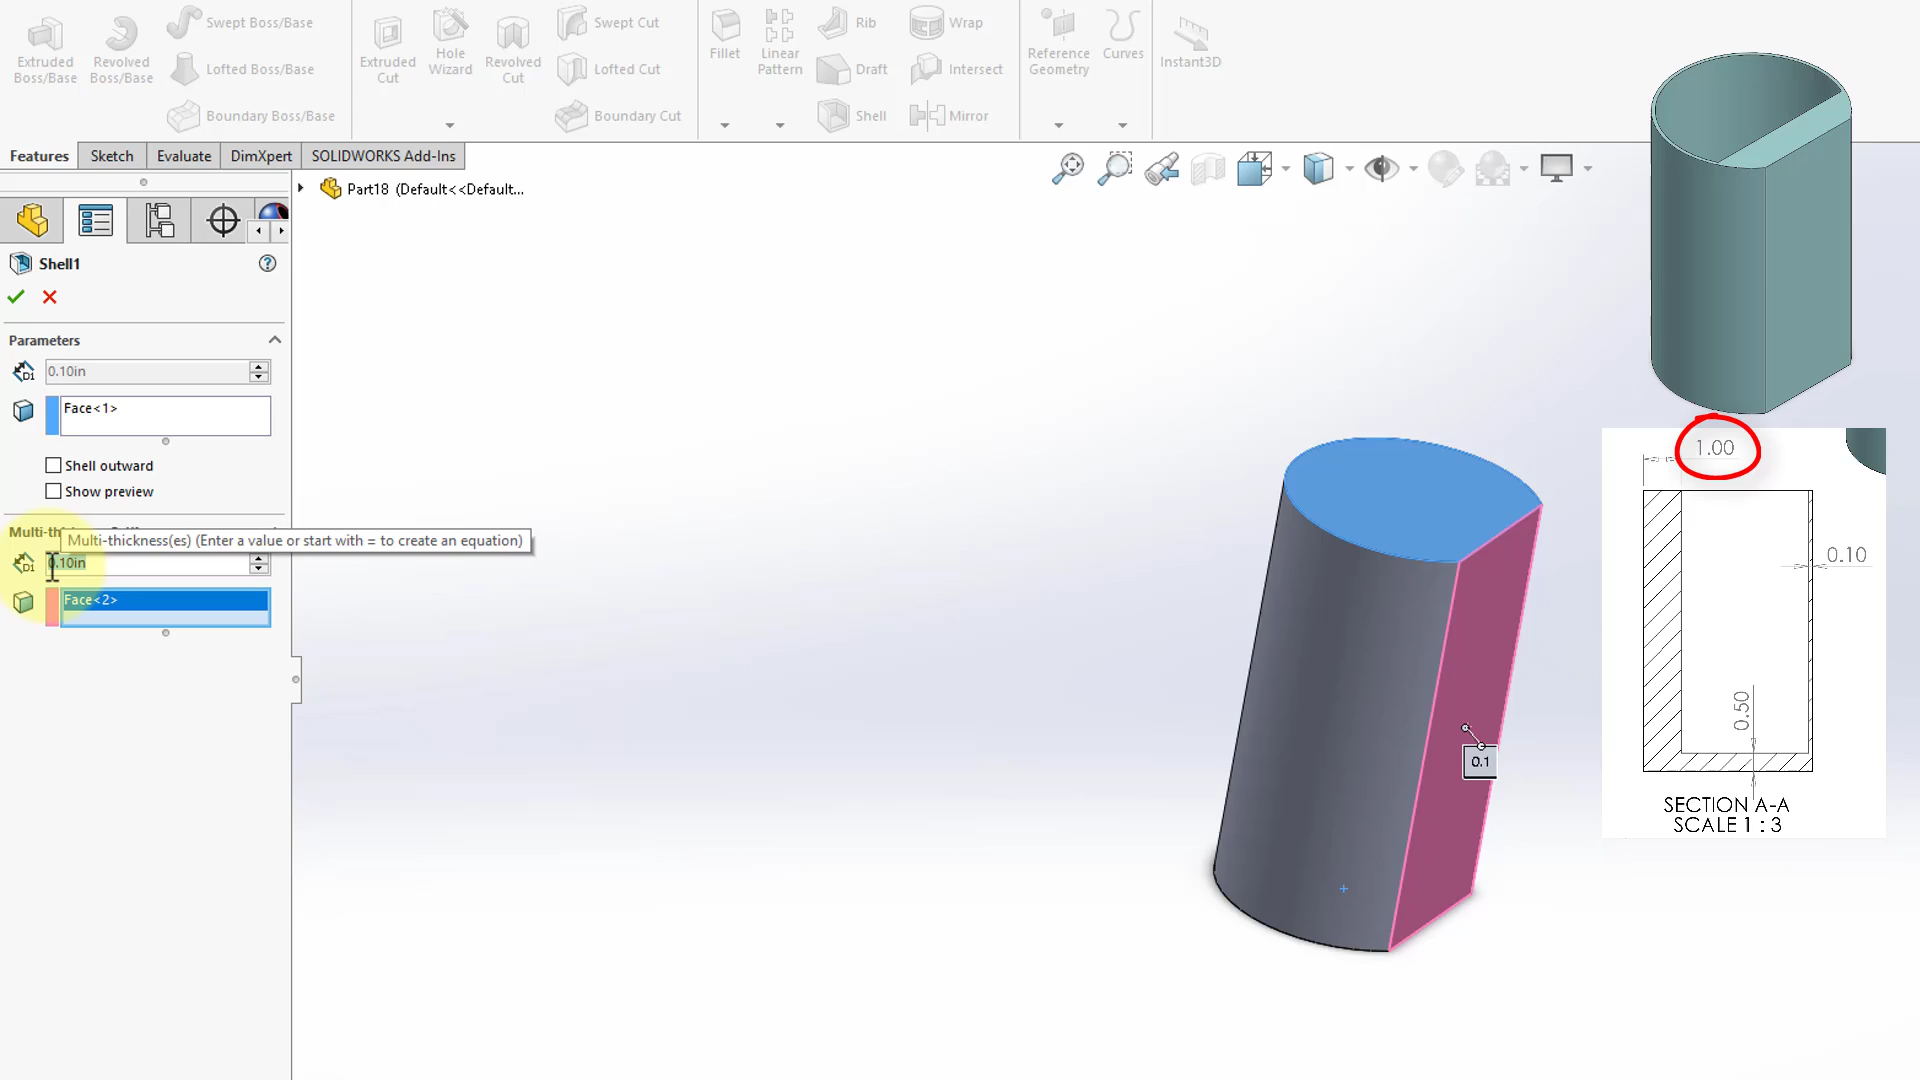 Extruded Boss/Base
Revolved Boss/Base
Swept Boss/Base
Lofted Boss/Base
Boundary Boss/Base
Extruded Cut
Hole Wizard
Revolved Cut
Swept Cut
Lofted Cut
Boundary Cut
Fillet
Linear Pattern
Rib
Draft
Shell
Wrap
Intersect
Mirror
Reference Geometry
Curves
Instant3D
Features
Sketch
Evaluate
DimXpert
SOLIDWORKS Add-Ins
Part18 (Default<<Default...
Shell1
Parameters
D1
0.10in
Face<1>
Shell outward
Show preview
Multi-th
Multi-thickness(es) (Enter a value or start with = to create an equation)
D1
0.10in
Face<2>
0.1
1.00
0.10
0.50
SECTION A-A
SCALE 1 : 3